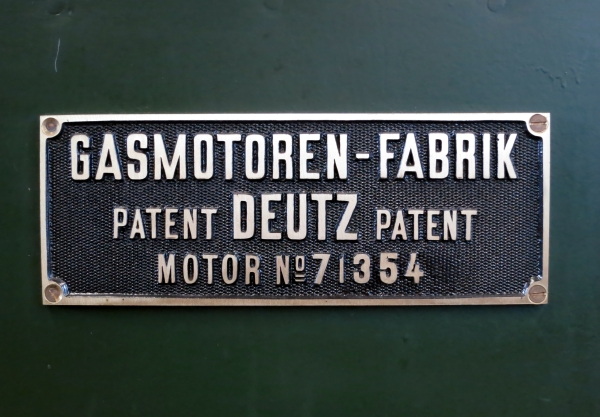 GASMOTOREN-FABRIK
PATENT DEUTZ PATENT
MOTOR Nº 71354